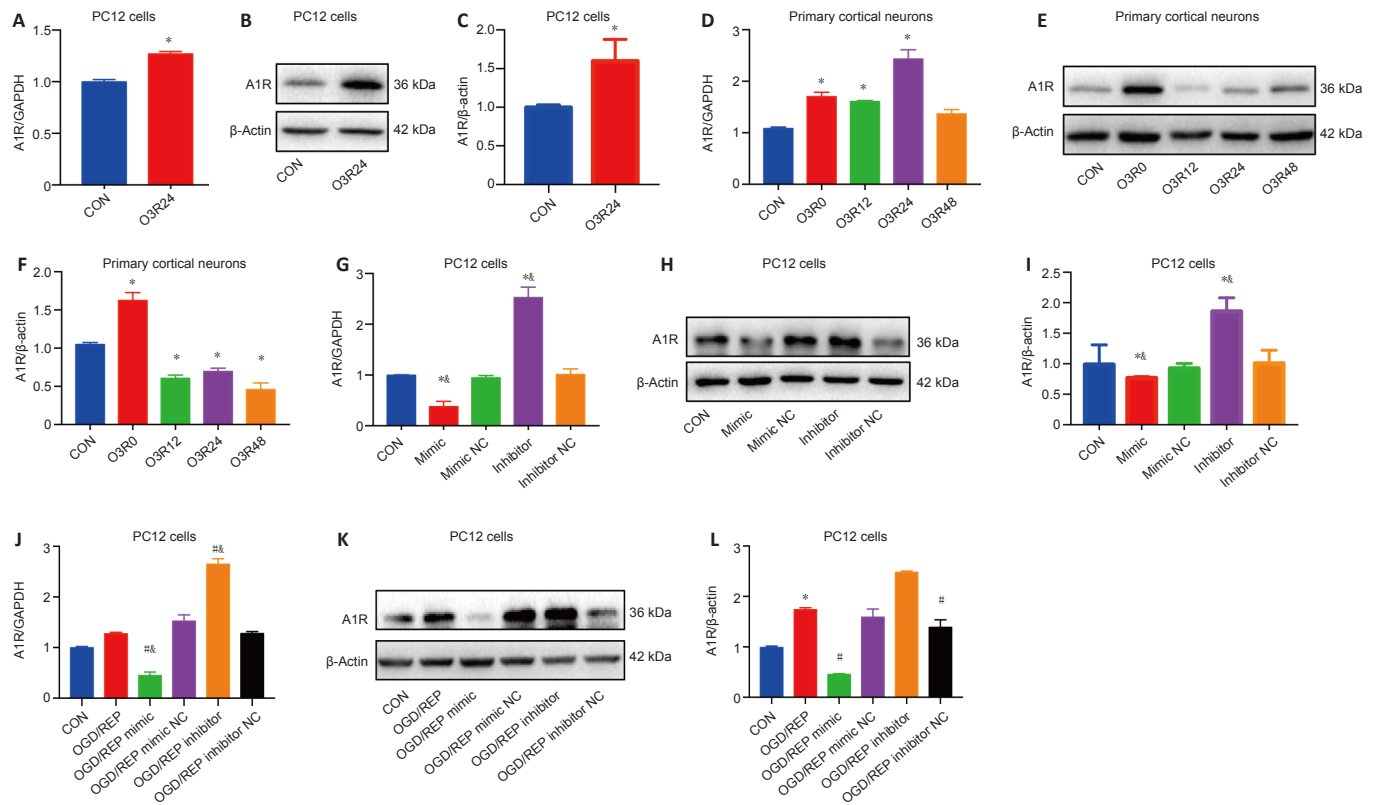 A
PC12 cells
A1R/GAPDH
1.5
*
1.0
0.5
0
CON
O3R24
B
PC12 cells
A1R
36 kDa
β-Actin
42 kDa
CON
O3R24
C
PC12 cells
A1R/β-actin
2.0
*
1.5
1.0
0.5
0
CON
O3R24
D
Primary cortical neurons
A1R/GAPDH
3
*
2
*
*
1
0
CON
O3R0
O3R12
O3R24
O3R48
E
Primary cortical neurons
A1R
36 kDa
β-Actin
42 kDa
CON
O3R0
O3R12
O3R24
O3R48
F
Primary cortical neurons
A1R/β-actin
2.0
*
1.5
1.0
* * *
0.5
0
CON
O3R0
O3R12
O3R24
O3R48
G
PC12 cells
A1R/GAPDH
3
*&
2
1
*&
0
CON
Mimic
Mimic NC
Inhibitor
Inhibitor NC
H
PC12 cells
A1R
36 kDa
β-Actin
42 kDa
CON
Mimic
Mimic NC
Inhibitor
Inhibitor NC
I
PC12 cells
A1R/β-actin
2.5
*&
2.0
1.5
1.0
*&
0.5
0.0
CON
Mimic
Mimic NC
Inhibitor
Inhibitor NC
J
PC12 cells
A1R/GAPDH
3
#&
2
1
#&
0
CON
OGD/REP
OGD/REP mimic
OGD/REP mimic NC
OGD/REP inhibitor
OGD/REP inhibitor NC
K
PC12 cells
A1R
36 kDa
β-Actin
42 kDa
CON
OGD/REP
OGD/REP mimic
OGD/REP mimic NC
OGD/REP inhibitor
OGD/REP inhibitor NC
L
PC12 cells
A1R/β-actin
3
2
*
#
1
#
0
CON
OGD/REP
OGD/REP mimic
OGD/REP mimic NC
OGD/REP inhibitor
OGD/REP inhibitor NC